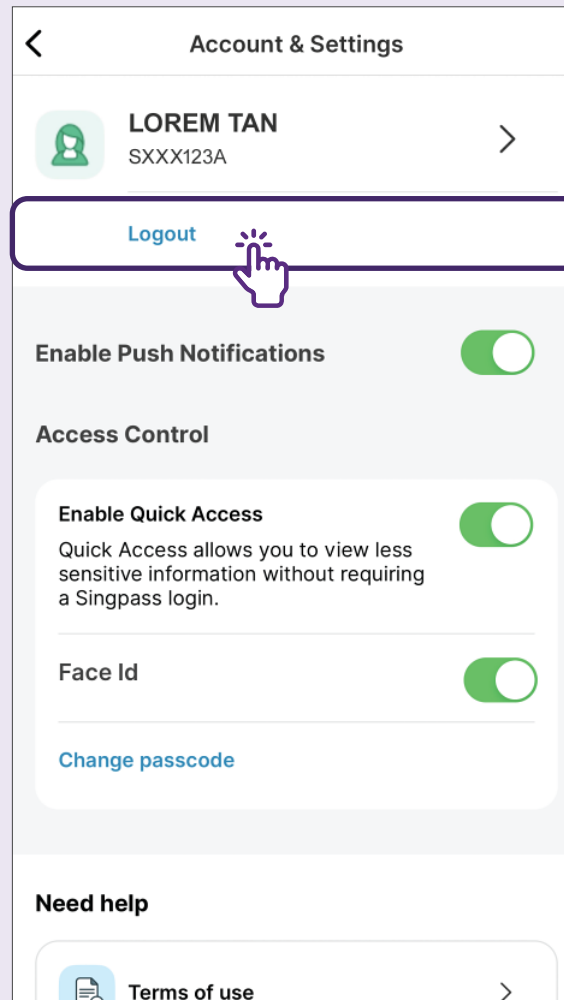 Account & Settings
LOREM TAN
SXXX123A
Logout
Enable Push Notifications
Access Control
Enable Quick Access
Quick Access allows you to view less
sensitive information without requiring
a Singpass login.
Face Id
Change passcode
Need help
Terms of use